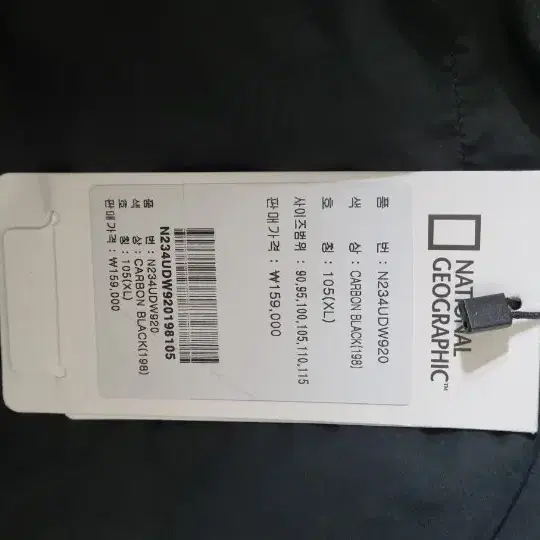 NATIONAL
GEOGRAPHIC™
품 번 : N234UDW920
색 상 : CARBON BLACK(198)
호 칭 : 105(XL)
사이즈범위 : 90,95,100,105,110,115
판매가격 : ₩159,000
N234UDW920198105
품 번 : N234UDW920
색 상 : CARBON BLACK(198)
호 칭 : 105(XL)
판매가격 : ₩159,000